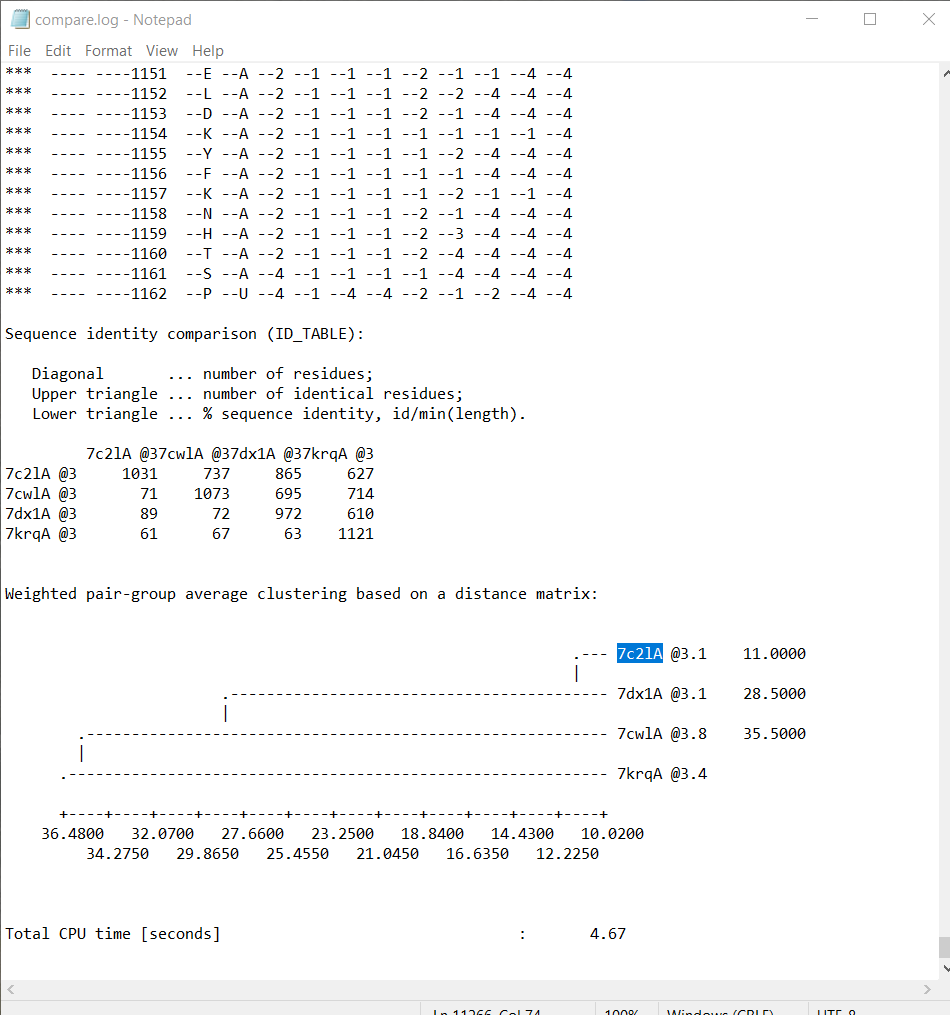 compare.log - Notepad
File Edit Format View Help
***  ---- ----1151  --E --A --2 --1 --1 --1 --2 --1 --1 --4 --4
***  ---- ----1152  --L --A --2 --1 --1 --1 --2 --2 --4 --4 --4
***  ---- ----1153  --D --A --2 --1 --1 --1 --2 --1 --4 --4 --4
***  ---- ----1154  --K --A --2 --1 --1 --1 --1 --1 --1 --1 --4
***  ---- ----1155  --Y --A --2 --1 --1 --1 --1 --2 --4 --4 --4
***  ---- ----1156  --F --A --2 --1 --1 --1 --1 --1 --4 --4 --4
***  ---- ----1157  --K --A --2 --1 --1 --1 --1 --2 --1 --1 --4
***  ---- ----1158  --N --A --2 --1 --1 --1 --2 --1 --4 --4 --4
***  ---- ----1159  --H --A --2 --1 --1 --1 --2 --3 --4 --4 --4
***  ---- ----1160  --T --A --2 --1 --1 --1 --2 --4 --4 --4 --4
***  ---- ----1161  --S --A --4 --1 --1 --1 --1 --4 --4 --4 --4
***  ---- ----1162  --P --U --4 --1 --4 --4 --2 --1 --2 --4 --4
Sequence identity comparison (ID_TABLE):
Diagonal       ... number of residues;
Upper triangle ... number of identical residues;
Lower triangle ... % sequence identity, id/min(length).
7c2lA @37cwlA @37dx1A @37krqA @3
7c2lA @3     1031     737     865     627
7cwlA @3       71    1073     695     714
7dx1A @3       89      72     972     610
7krqA @3       61      67      63    1121
Weighted pair-group average clustering based on a distance matrix:
.--- 7c2lA @3.1    11.0000
|
.------------------------------------------ 7dx1A @3.1    28.5000
|
.---------------------------------------------------------- 7cwlA @3.8    35.5000
|
.------------------------------------------------------------ 7krqA @3.4
+----+----+----+----+----+----+----+----+----+----+----+----+
36.4800   32.0700   27.6600   23.2500   18.8400   14.4300   10.0200
34.2750   29.8650   25.4550   21.0450   16.6350   12.2250
Total CPU time [seconds]                                 :       4.67
Ln 11266, Col 74 100% Windows (CRLF) UTF-8